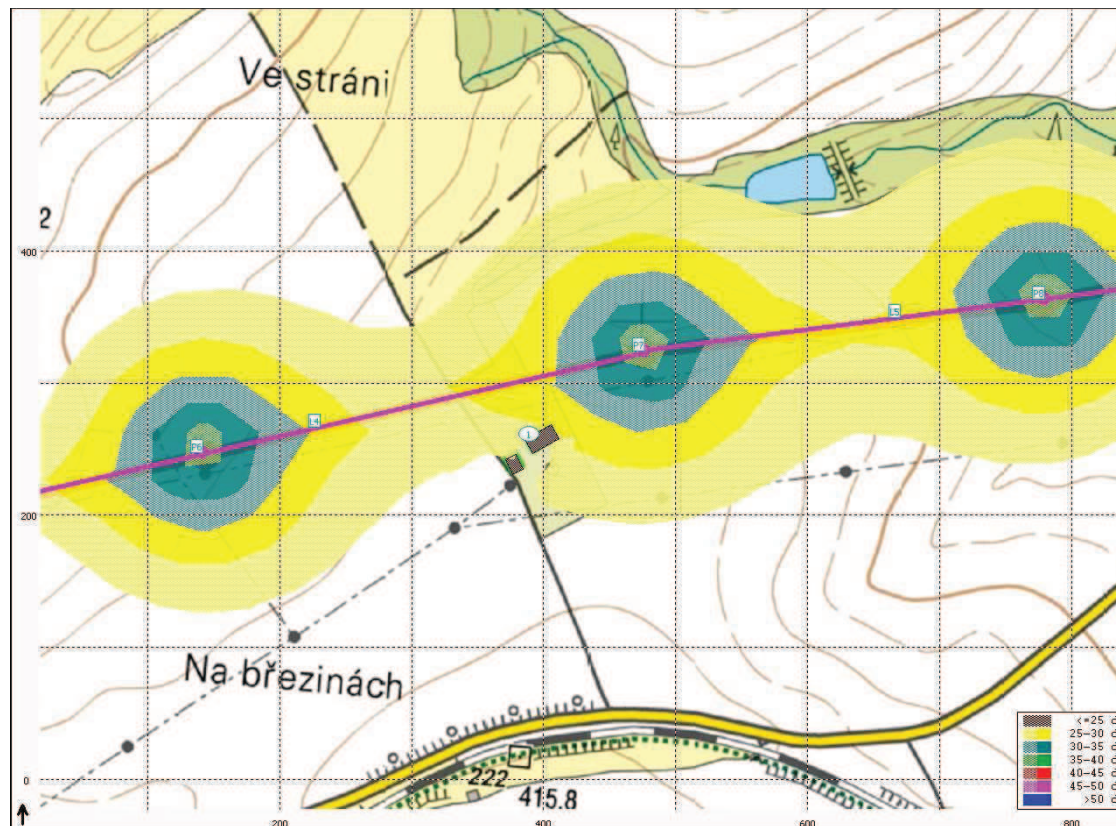 Ve stráni
2
400
P8
L5
P7
L4
P6
1
200
Na březinách
222
415.8
0
200
400
600
800
<=25 d
25-30 d
30-35 d
35-40 d
40-45 d
45-50 d
>50 d